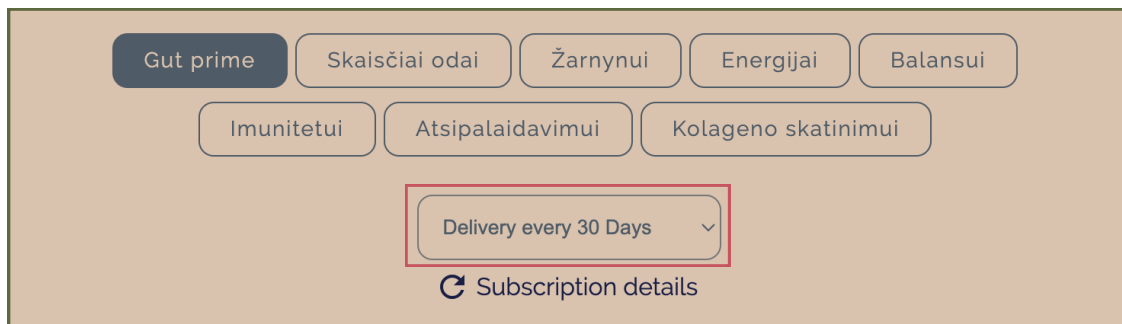 Gut prime Skaisčiai odai Žarnynui Energijai Balansui
Imunitetui Atsipalaidavimui Kolageno skatinimui
Delivery every 30 Days
Subscription details